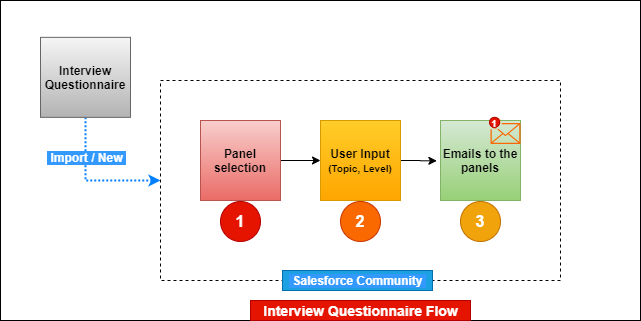 Interview
Questionnaire
Import / New
Panel
selection
1
User Input
(Topic, Level)
2
1
Emails to the
panels
3
Salesforce Community
Interview Questionnaire Flow